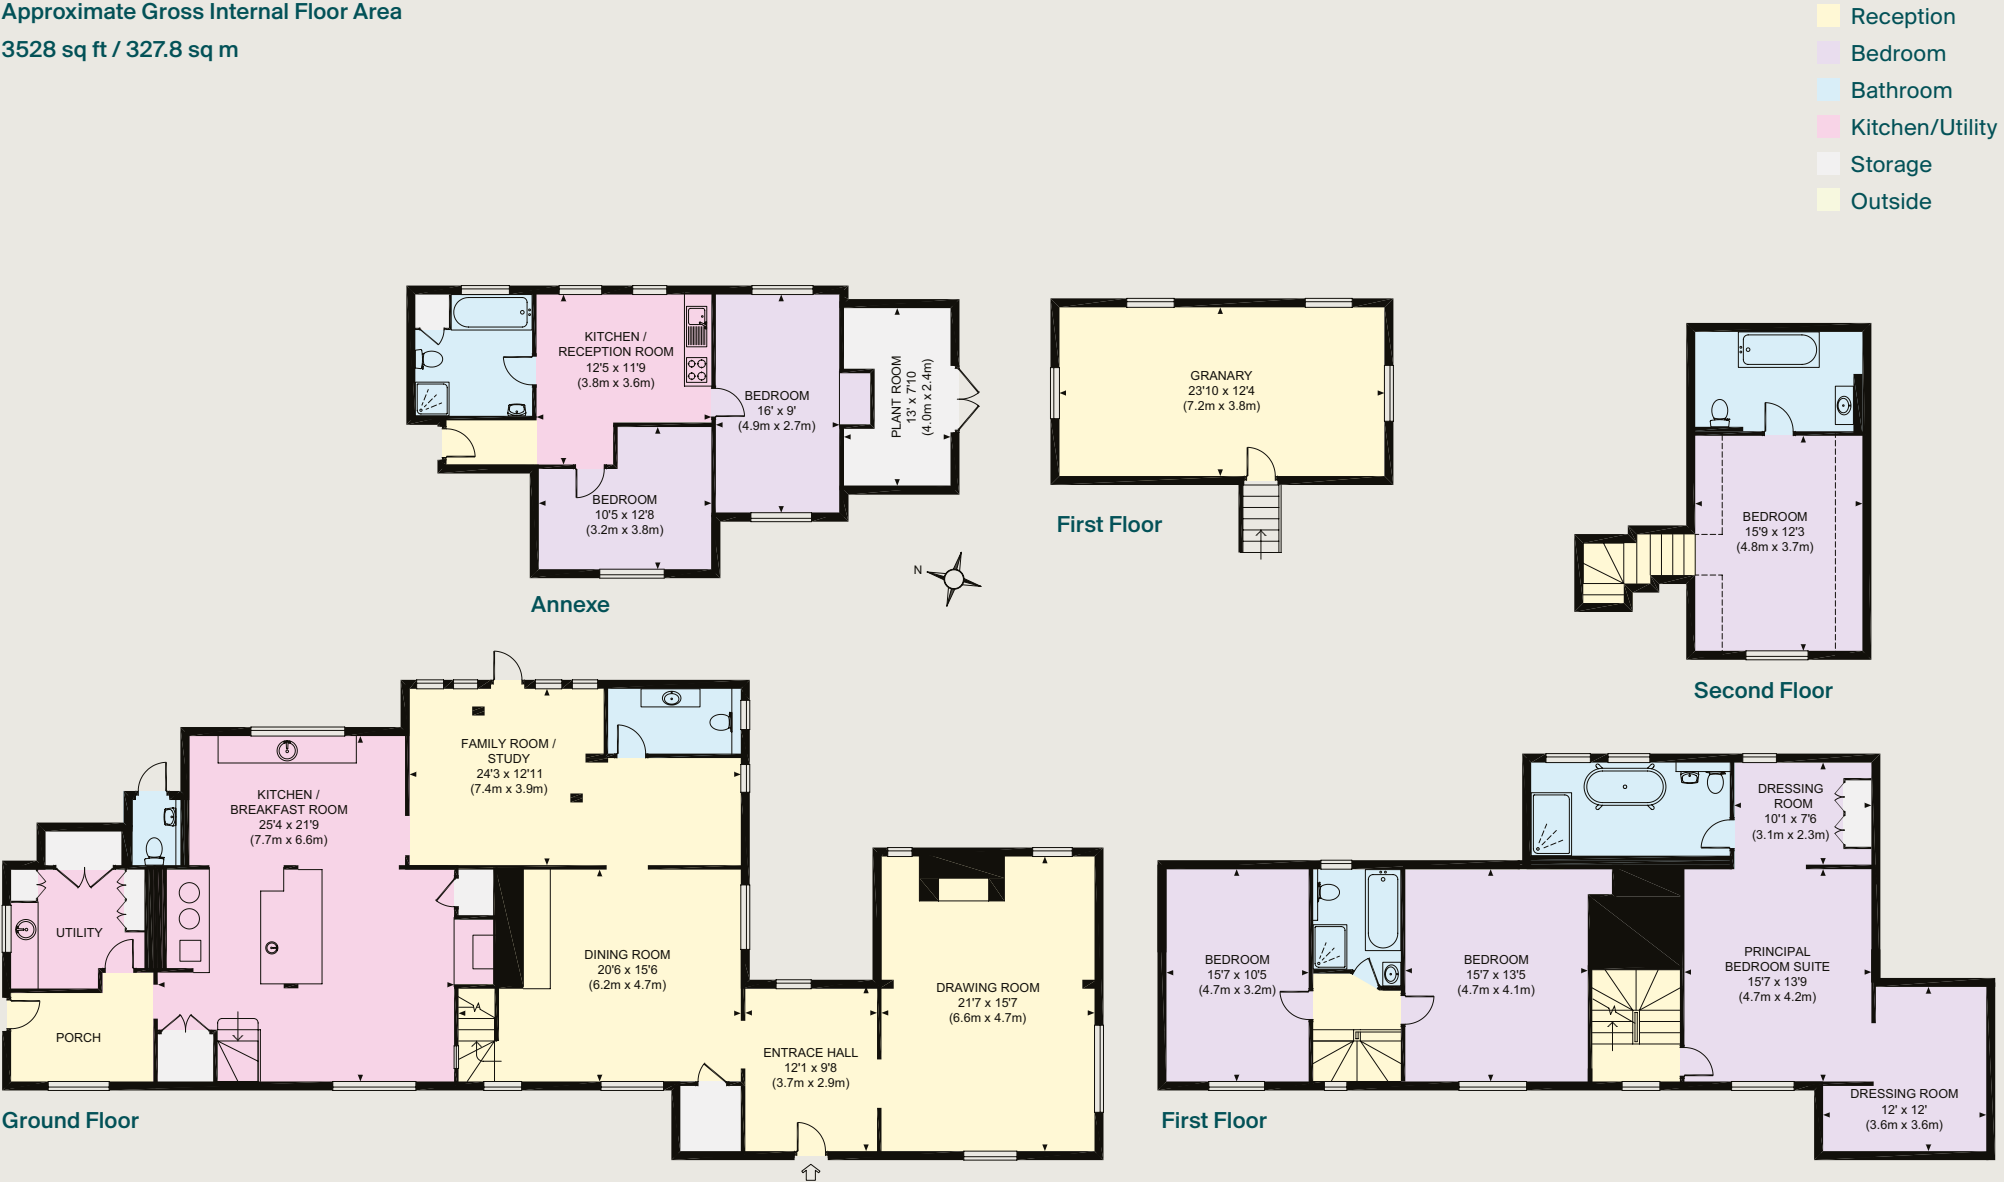 Approximate Gross Internal Floor Area
3528 sq ft / 327.8 sq m
Reception
Bedroom
Bathroom
Kitchen/Utility
Storage
Outside
KITCHEN /
RECEPTION ROOM
12'5 x 11'9
(3.8m x 3.6m)
BEDROOM
16' x 9'
(4.9m x 2.7m)
PLANT ROOM
13' x 7'10
(4.0m x 2.4m)
BEDROOM
10'5 x 12'8
(3.2m x 3.8m)
Annexe
GRANARY
23'10 x 12'4
(7.2m x 3.8m)
First Floor
N
BEDROOM
15'9 x 12'3
(4.8m x 3.7m)
Second Floor
FAMILY ROOM /
STUDY
24'3 x 12'11
(7.4m x 3.9m)
KITCHEN /
BREAKFAST ROOM
25'4 x 21'9
(7.7m x 6.6m)
UTILITY
PORCH
DINING ROOM
20'6 x 15'6
(6.2m x 4.7m)
ENTRACE HALL
12'1 x 9'8
(3.7m x 2.9m)
DRAWING ROOM
21'7 x 15'7
(6.6m x 4.7m)
Ground Floor
BEDROOM
15'7 x 10'5
(4.7m x 3.2m)
BEDROOM
15'7 x 13'5
(4.7m x 4.1m)
DRESSING
ROOM
10'1 x 7'6
(3.1m x 2.3m)
PRINCIPAL
BEDROOM SUITE
15'7 x 13'9
(4.7m x 4.2m)
DRESSING ROOM
12' x 12'
(3.6m x 3.6m)
First Floor